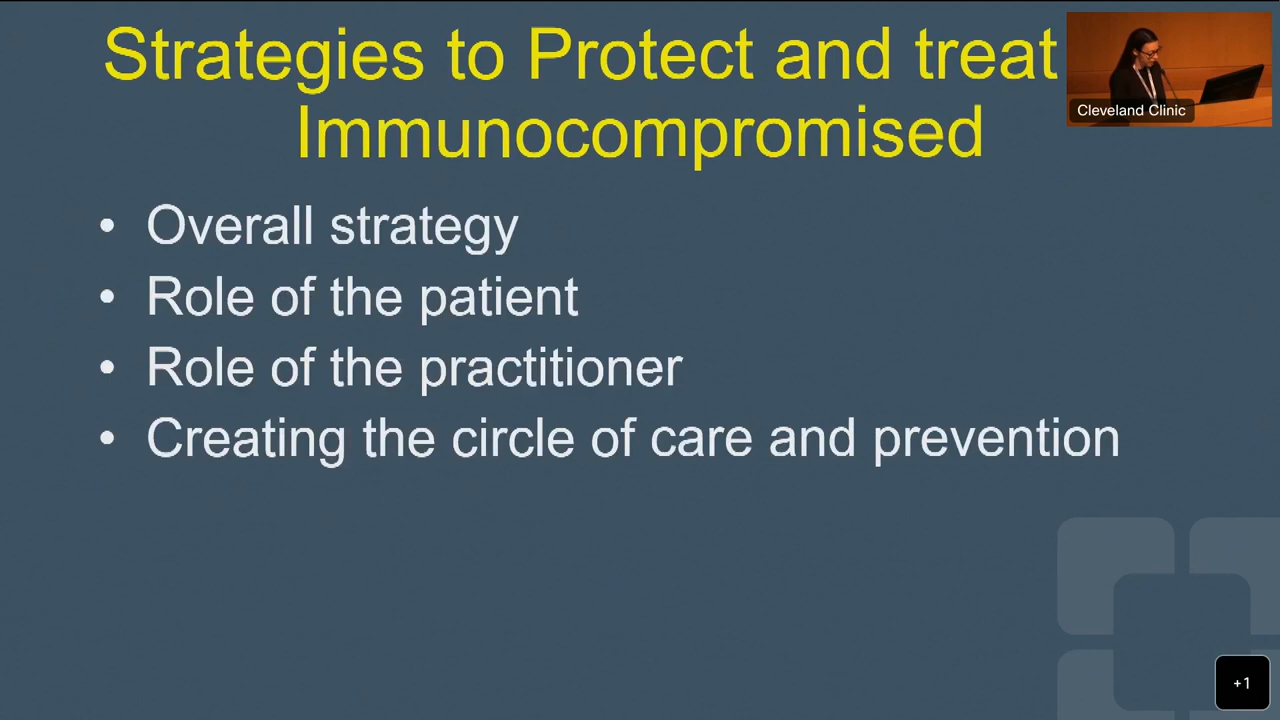 Strategies to Protect and treat
Immunocompromised
Cleveland Clinic
• Overall strategy
• Role of the patient
• Role of the practitioner
• Creating the circle of care and prevention
+1